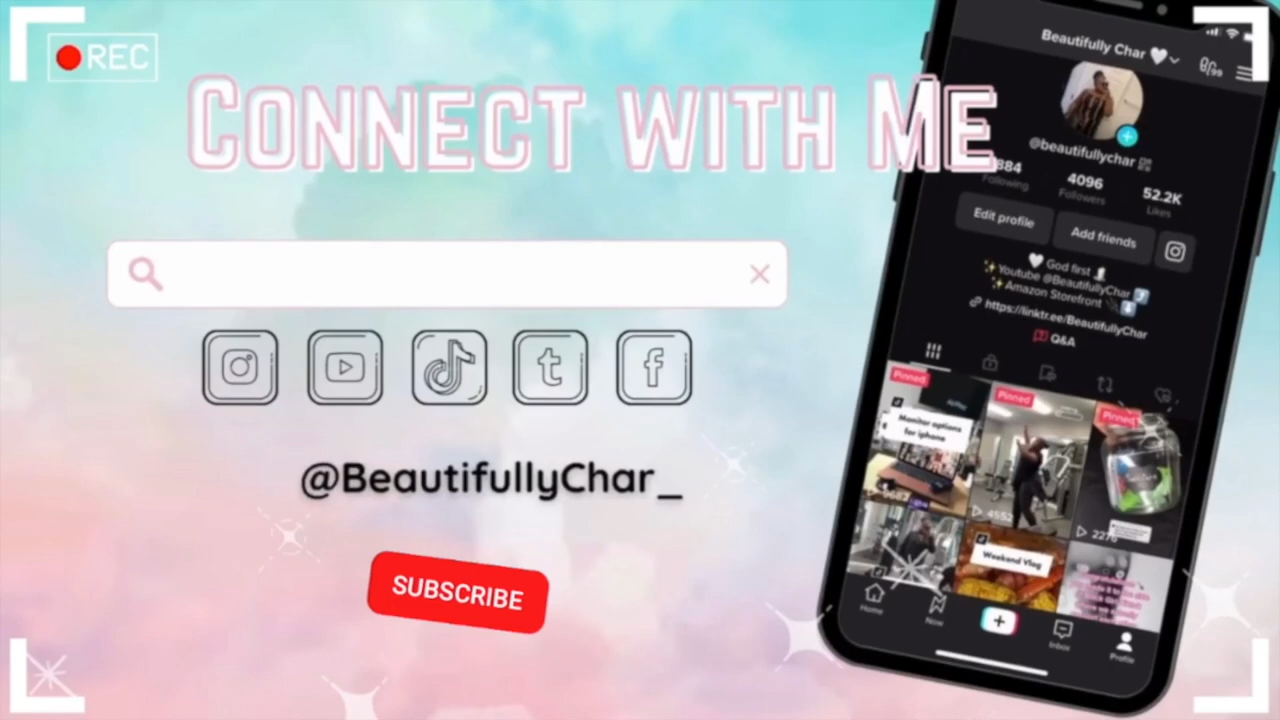 REC
CONNECT WITH ME
@BeautifullyChar_
SUBSCRIBE
Beautifully Char
99
@beautifullychar
884 4096 52.2K
Following Followers Likes
Edit profile Add friends
God first
Youtube @BeautifullyChar
Amazon Storefront
https://linktr.ee/BeautifullyChar
Q&A
Pinned Pinned Pinned
Monitor options
for iphone
4552
Weekend Vlog
Home Now Inbox Profile